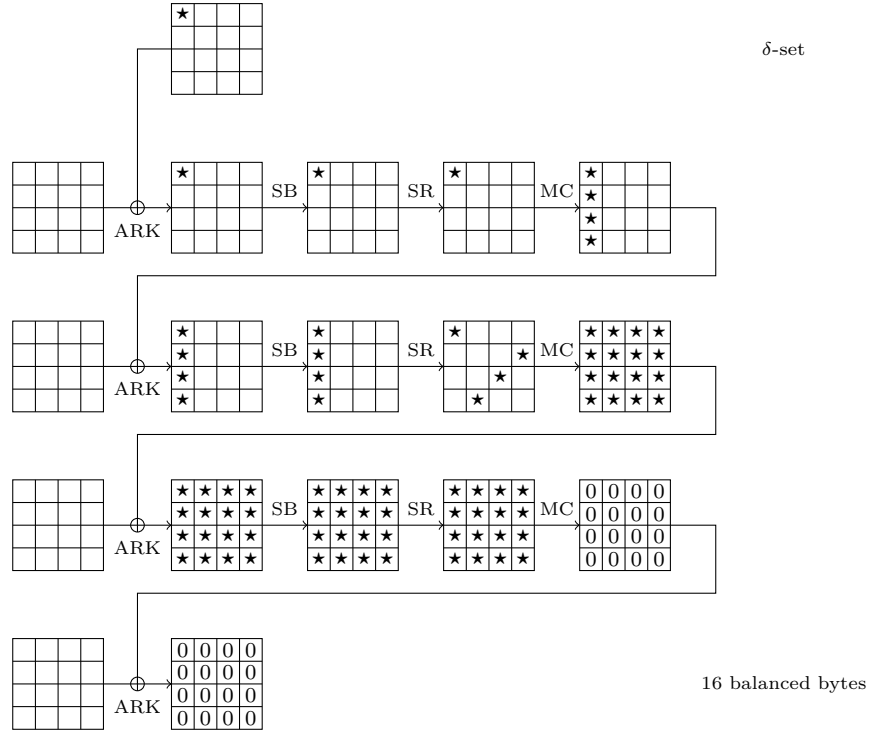 ★
δ-set
★ SB ★ SR ★ MC ★
★
ARK ★
★
★ SB ★ SR ★ MC ★ ★ ★ ★
★ ★ ★ ★ ★ ★ ★
ARK ★ ★ ★ ★ ★ ★ ★
★ ★ ★ ★ ★ ★ ★
★ ★ ★ ★ SB ★ ★ ★ ★ SR ★ ★ ★ ★ MC 0 0 0 0
★ ★ ★ ★ ★ ★ ★ ★ ★ ★ ★ ★ 0 0 0 0
ARK ★ ★ ★ ★ ★ ★ ★ ★ ★ ★ ★ ★ 0 0 0 0
★ ★ ★ ★ ★ ★ ★ ★ ★ ★ ★ ★ 0 0 0 0
0 0 0 0
0 0 0 0
16 balanced bytes
ARK 0 0 0 0
0 0 0 0